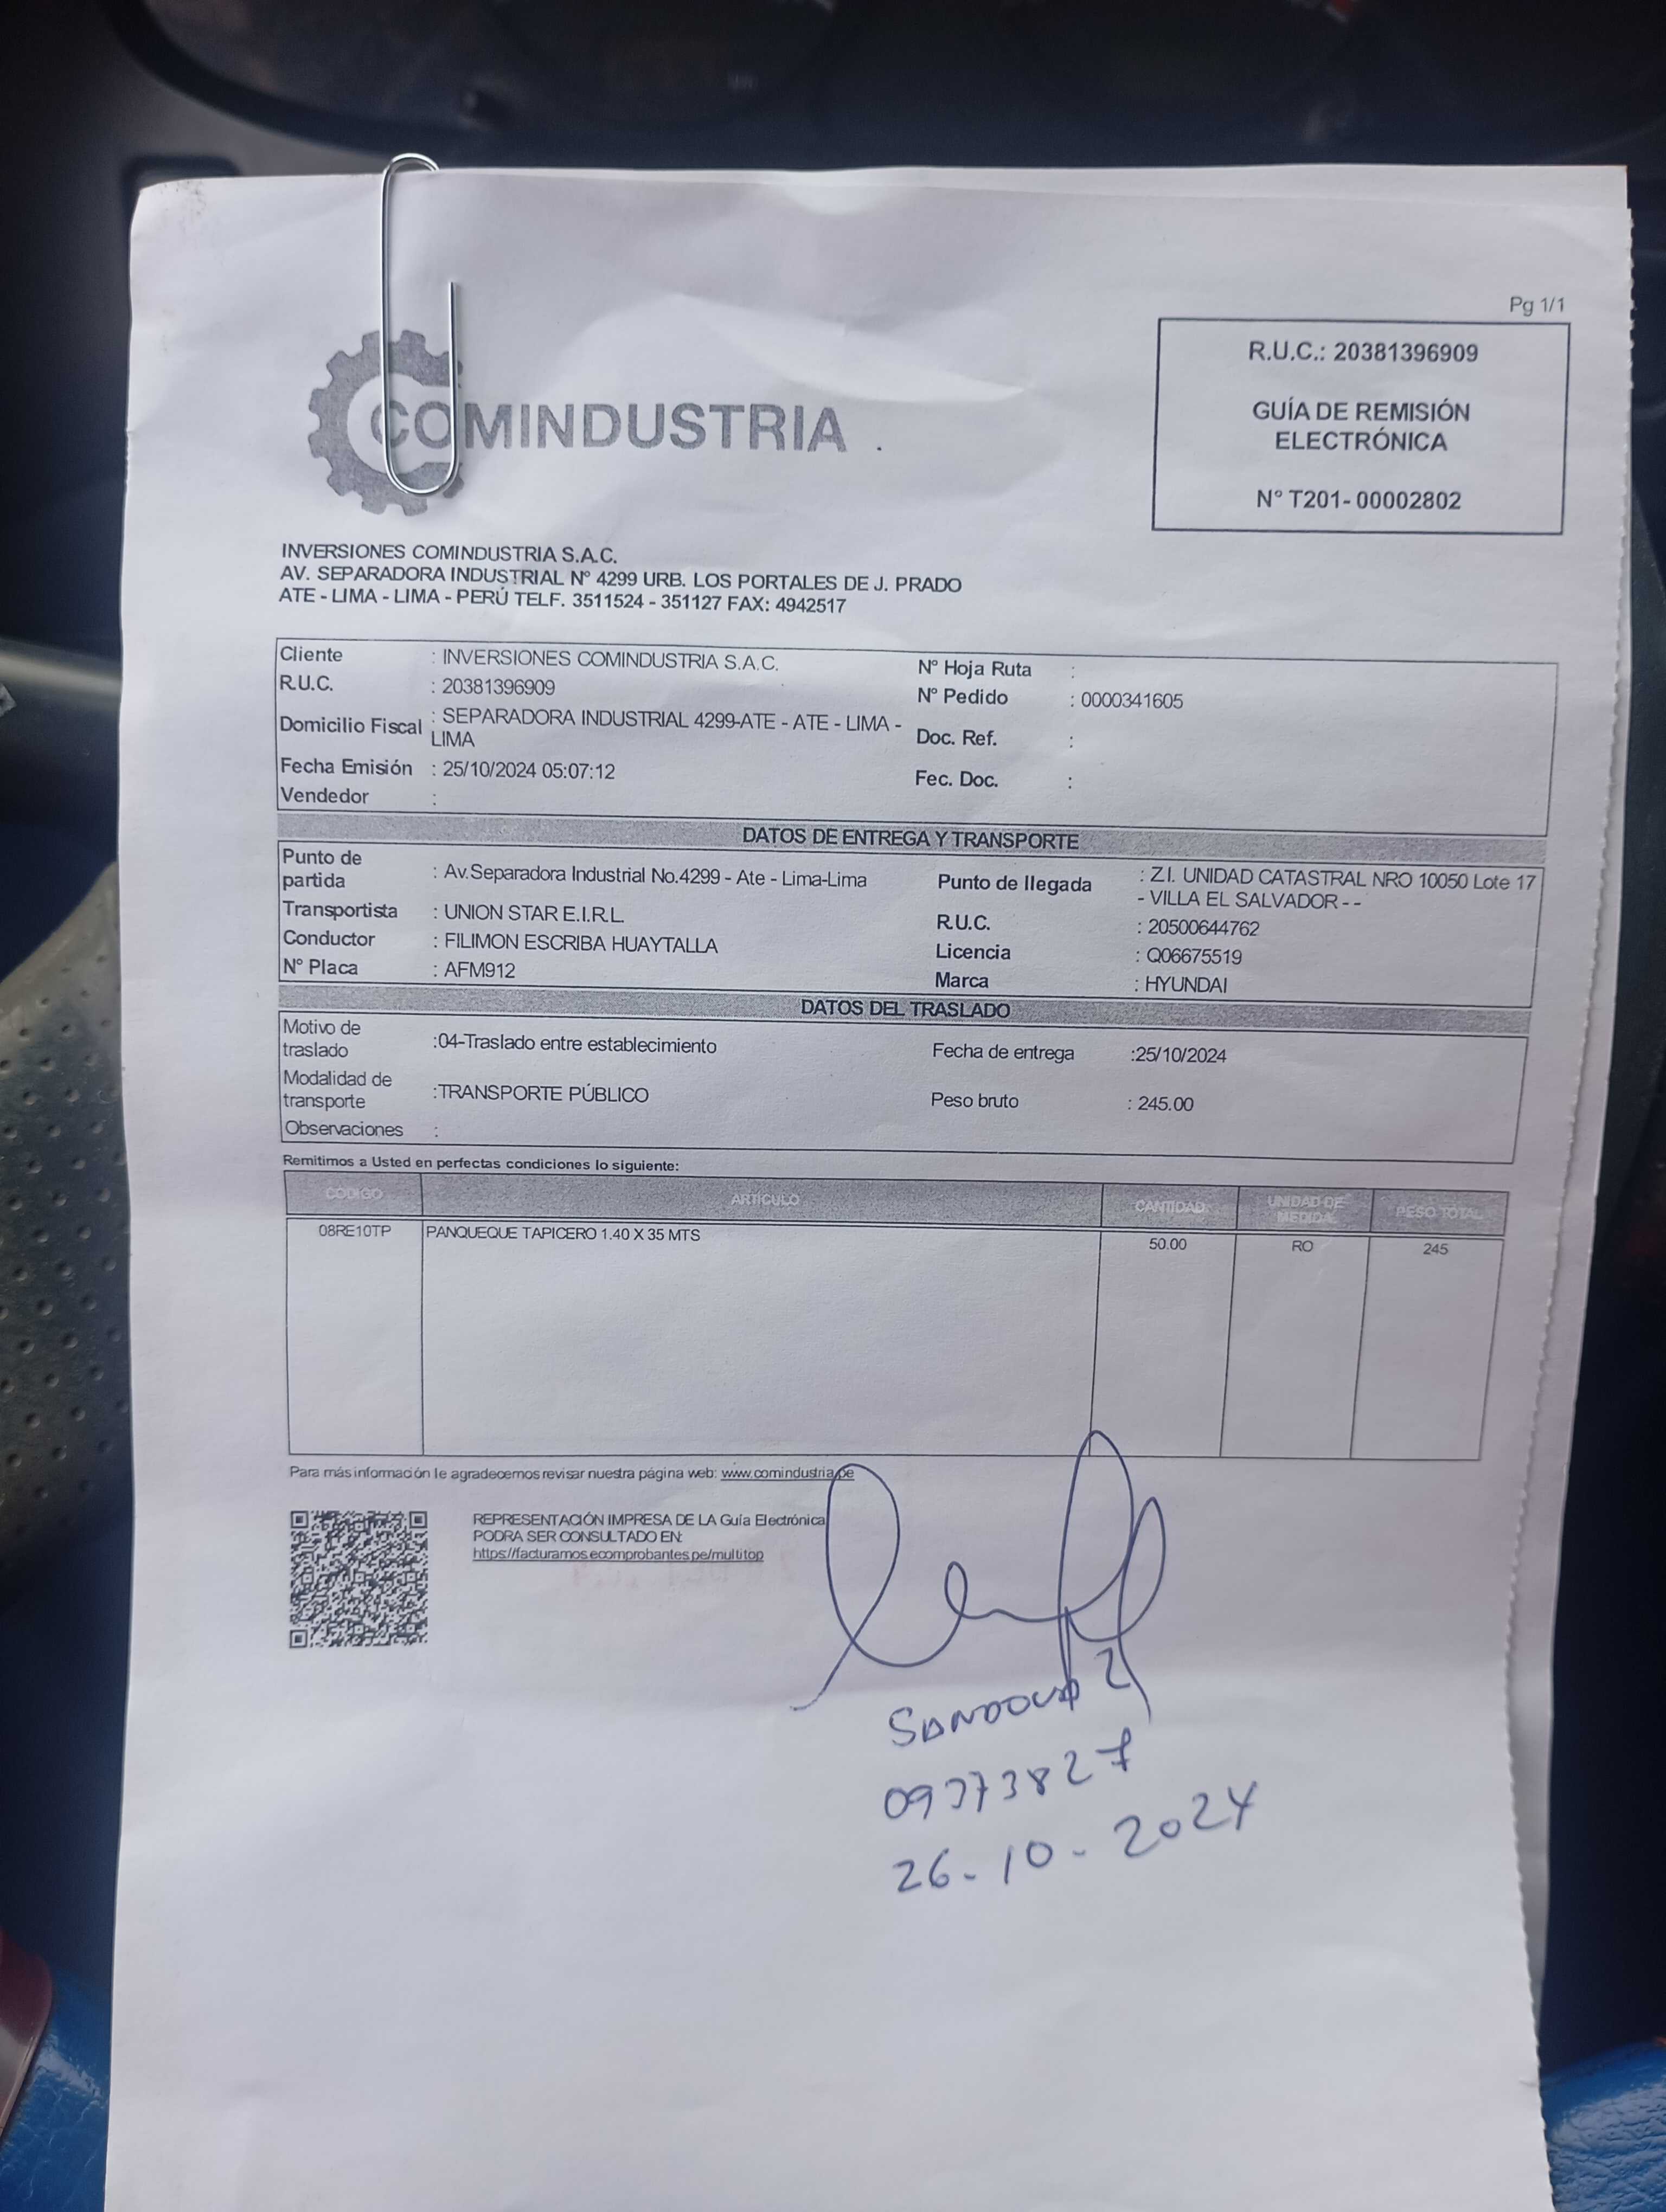 Pg 1/1
COMINDUSTRIA
R.U.C.: 20381396909
GUÍA DE REMISIÓN
ELECTRÓNICA
Nº T201- 00002802
INVERSIONES COMINDUSTRIA S.A.C.
AV. SEPARADORA INDUSTRIAL Nº 4299 URB. LOS PORTALES DE J. PRADO
ATE - LIMA - LIMA - PERÚ TELF. 3511524 - 351127 FAX: 4942517
Cliente : INVERSIONES COMINDUSTRIA S.A.C. Nº Hoja Ruta :
R.U.C. : 20381396909 Nº Pedido : 0000341605
Domicilio Fiscal : SEPARADORA INDUSTRIAL 4299-ATE - ATE - LIMA -
LIMA Doc. Ref. :
Fecha Emisión : 25/10/2024 05:07:12 Fec. Doc. :
Vendedor :
DATOS DE ENTREGA Y TRANSPORTE
Punto de
partida : Av.Separadora Industrial No.4299 - Ate - Lima-Lima Punto de llegada : Z.I. UNIDAD CATASTRAL NRO 10050 Lote 17
- VILLA EL SALVADOR - -
Transportista : UNION STAR E.I.R.L. R.U.C. : 20500644762
Conductor : FILIMON ESCRIBA HUAYTALLA Licencia : Q06675519
Nº Placa : AFM912 Marca : HYUNDAI
DATOS DEL TRASLADO
Motivo de
traslado :04-Traslado entre establecimiento Fecha de entrega :25/10/2024
Modalidad de
transporte :TRANSPORTE PÚBLICO Peso bruto : 245.00
Observaciones :
Remitimos a Usted en perfectas condiciones lo siguiente:
CODIGO ARTÍCULO CANTIDAD UNIDAD DE
MEDIDA PESO TOTAL
08RE10TP PANQUEQUE TAPICERO 1.40 X 35 MTS 50.00 RO 245
Para más información le agradecemos revisar nuestra página web: www.comindustria.pe
REPRESENTACIÓN IMPRESA DE LA Guía Electrónica
PODRA SER CONSULTADO EN:
https://facturamos.ecomprobantes.pe/multitop
26-10-2024